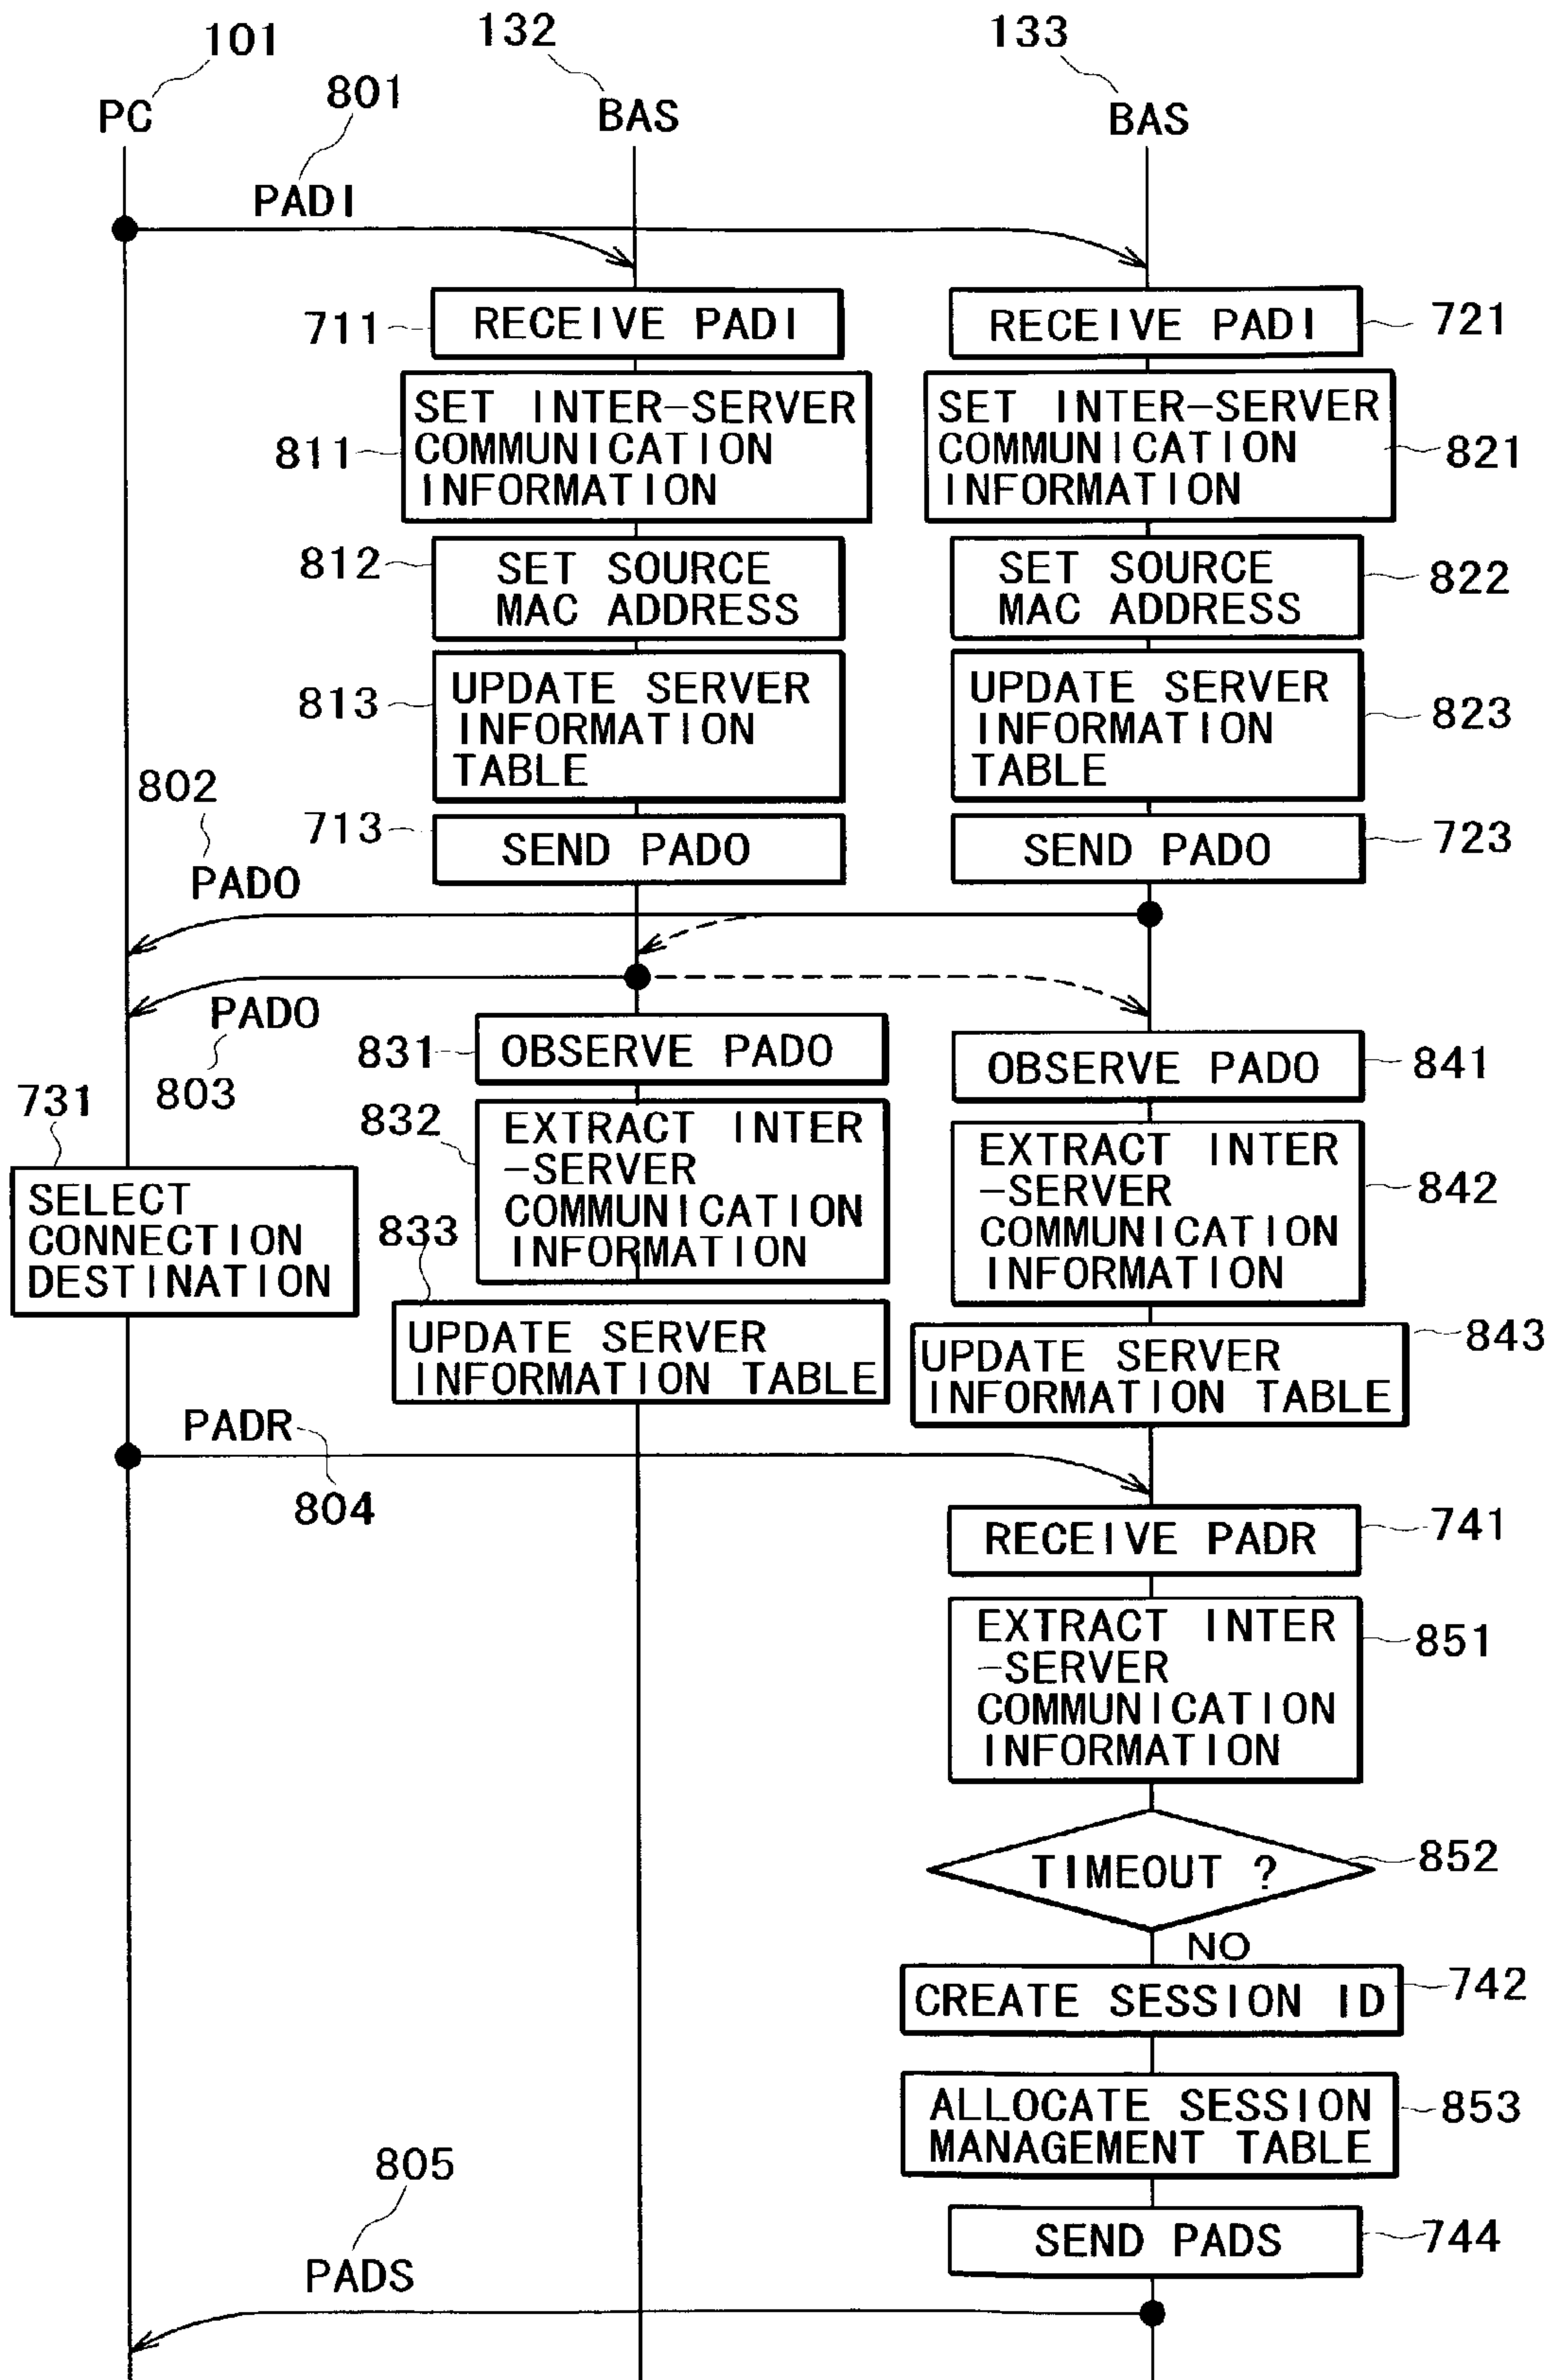 101
132
133
PC
801
BAS
BAS
PADI
711
RECEIVE PADI
RECEIVE PADI
721
811
SET INTER-SERVER
COMMUNICATION
INFORMATION
SET INTER-SERVER
COMMUNICATION
INFORMATION
821
812
SET SOURCE
MAC ADDRESS
SET SOURCE
MAC ADDRESS
822
813
UPDATE SERVER
INFORMATION
TABLE
UPDATE SERVER
INFORMATION
TABLE
823
802
713
SEND PADO
SEND PADO
723
PADO
PADO
803
831
OBSERVE PADO
OBSERVE PADO
841
731
832
EXTRACT INTER
-SERVER
COMMUNICATION
INFORMATION
EXTRACT INTER
-SERVER
COMMUNICATION
INFORMATION
842
SELECT
CONNECTION
DESTINATION
833
UPDATE SERVER
INFORMATION TABLE
UPDATE SERVER
INFORMATION TABLE
843
PADR
804
RECEIVE PADR
741
EXTRACT INTER
-SERVER
COMMUNICATION
INFORMATION
851
TIMEOUT ?
852
NO
CREATE SESSION ID
742
ALLOCATE SESSION
MANAGEMENT TABLE
853
805
SEND PADS
744
PADS